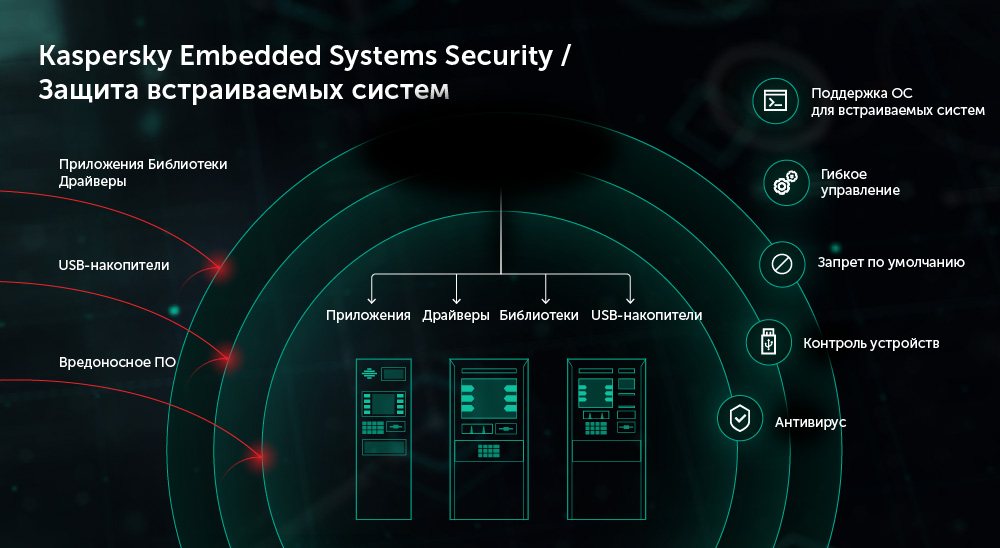 Kaspersky Embedded Systems Security /
Защита встраиваемых систем
Приложения Библиотеки
Драйверы
USB-накопители
Вредоносное ПО
Приложения
Драйверы
Библиотеки
USB-накопители
Поддержка ОС
для встраиваемых систем
Гибкое
управление
Запрет по умолчанию
Контроль устройств
Антивирус